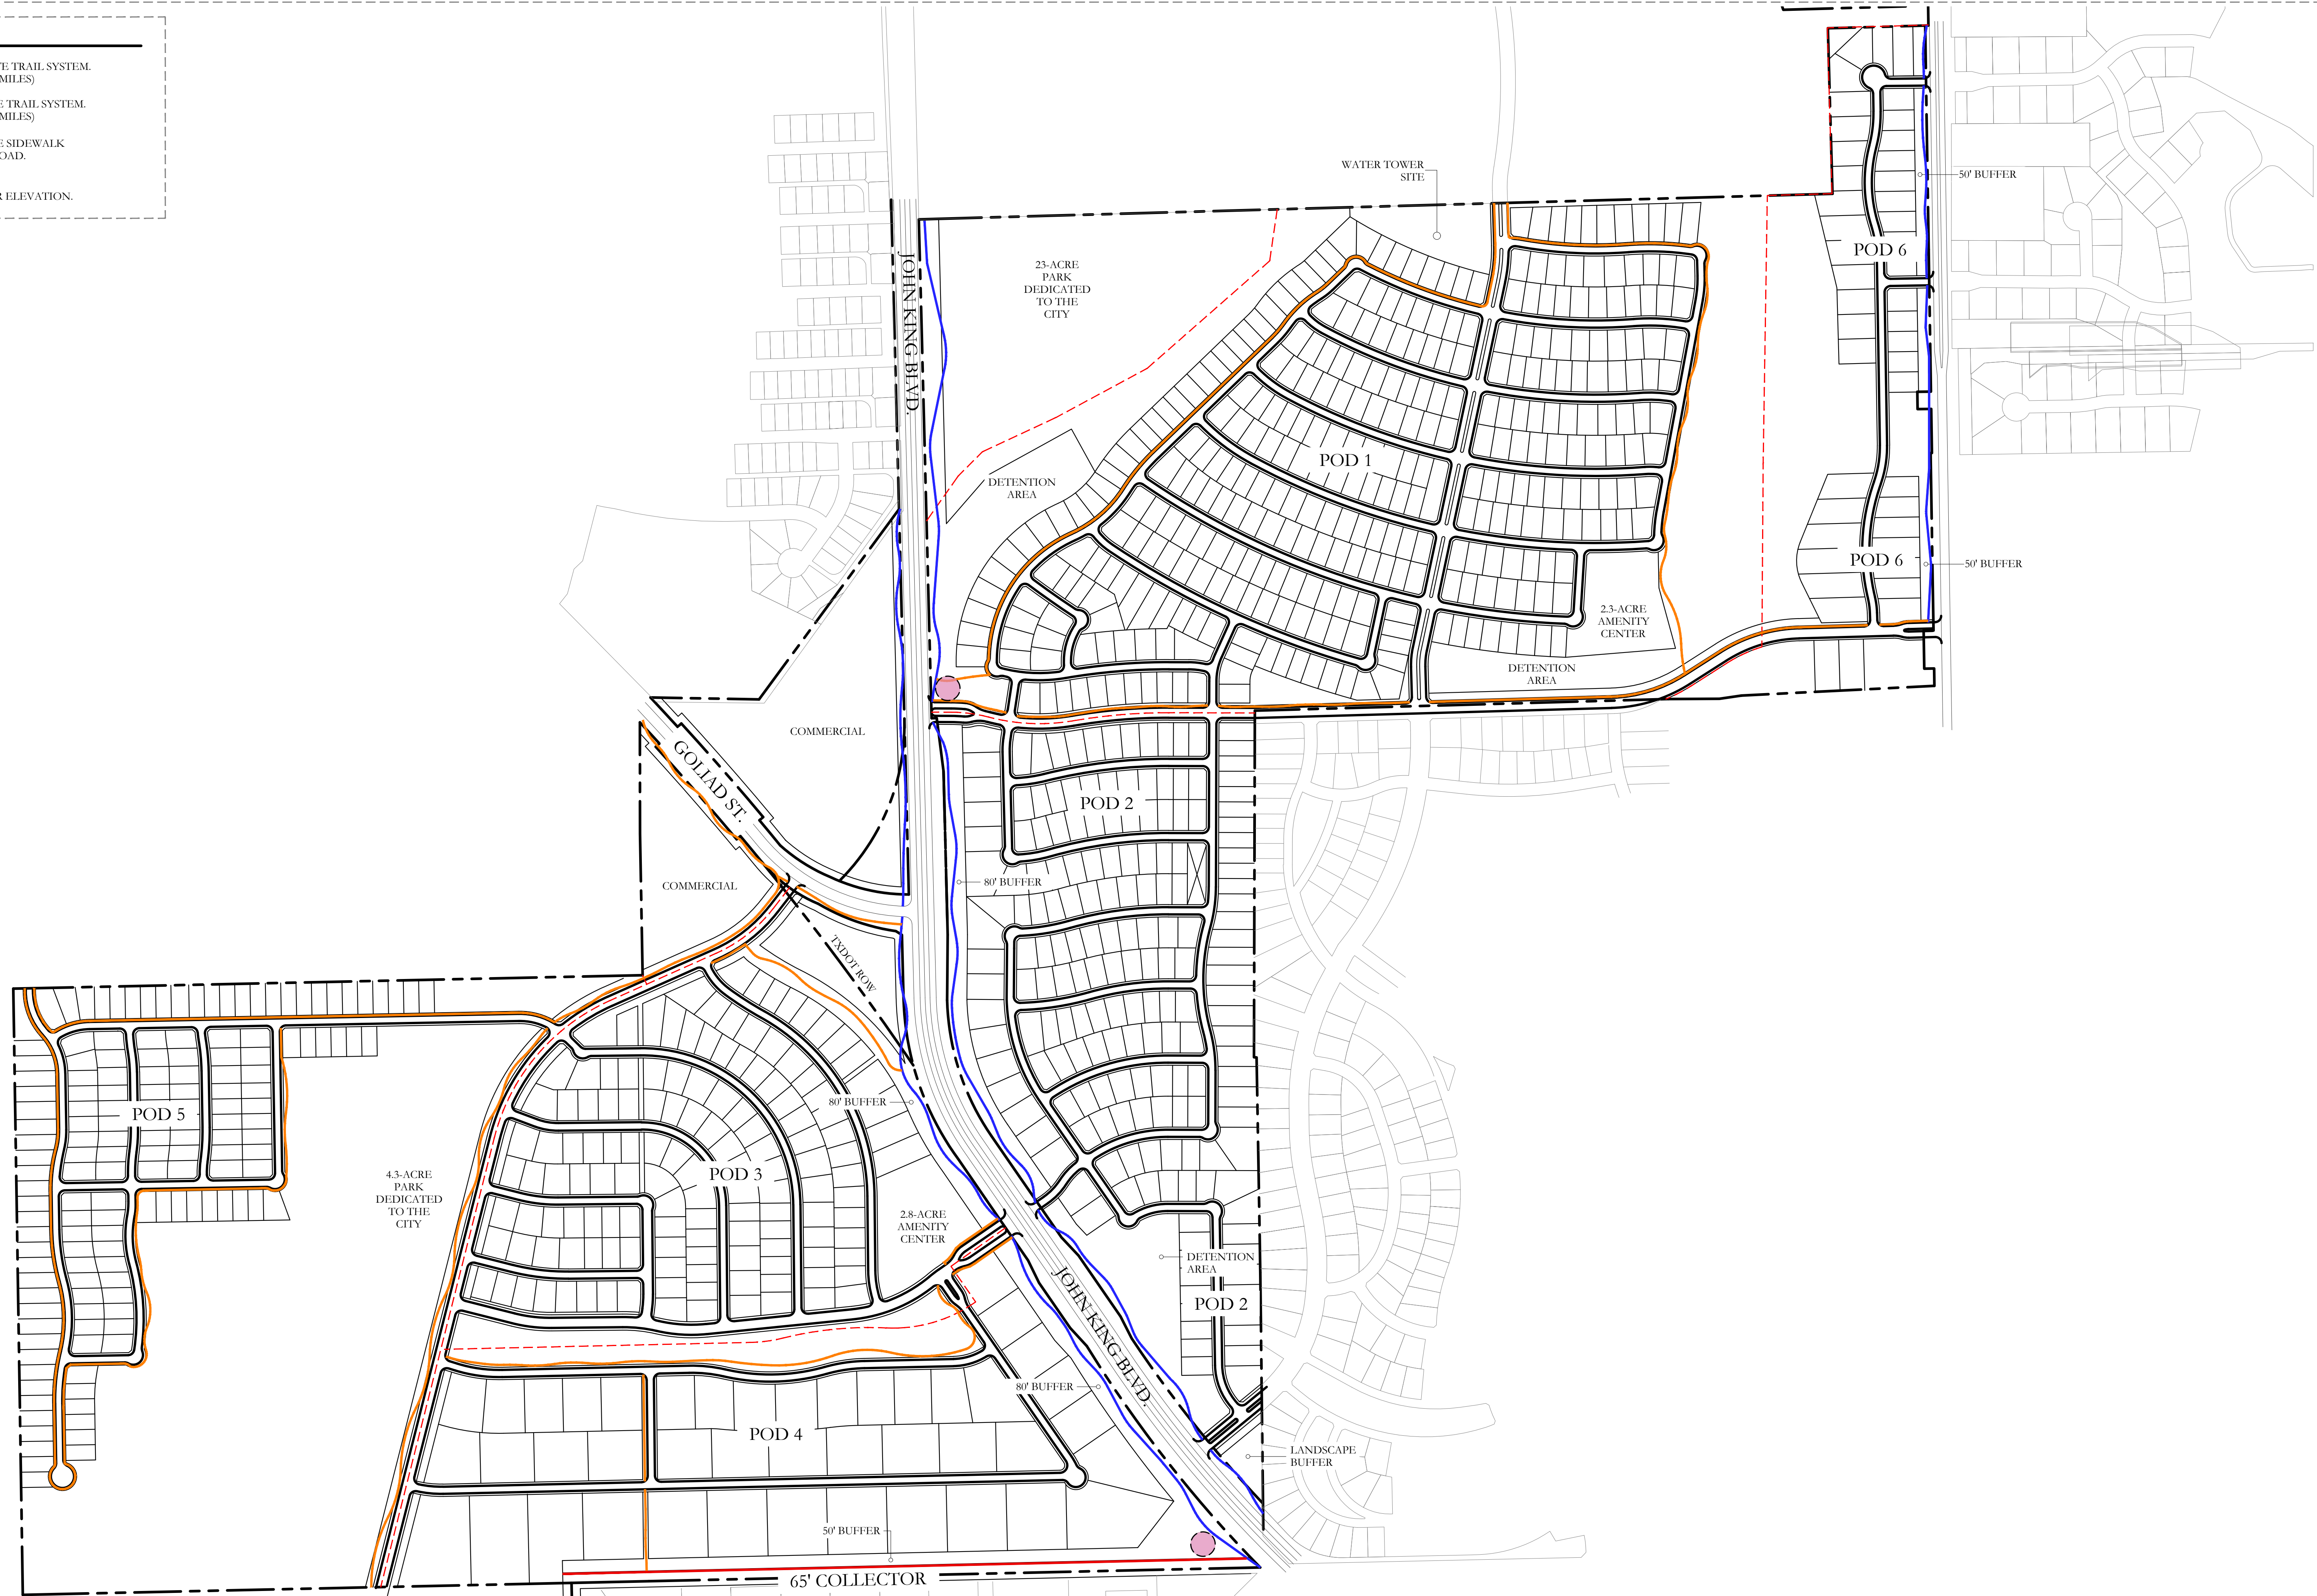 TRAIL SYSTEM.
MILES)
TRAIL SYSTEM.
MILES)
SIDEWALK
ELEVATION.
WATER TOWER
SITE
50' BUFFER
POD 6
JOHN KING BLVD.
23-ACRE
PARK
DEDICATED
TO THE
CITY
POD 1
DETENTION
AREA
POD 6
50' BUFFER
2.3-ACRE
AMENITY
CENTER
DETENTION
AREA
COMMERCIAL
GOLIAD ST.
POD 2
80' BUFFER
COMMERCIAL
TXDOT ROW
80' BUFFER
POD 5
4.3-ACRE
PARK
DEDICATED
TO THE
CITY
POD 3
2.8-ACRE
AMENITY
CENTER
DETENTION
AREA
POD 2
JOHN KING BLVD.
80' BUFFER
POD 4
LANDSCAPE
BUFFER
50' BUFFER
65' COLLECTOR